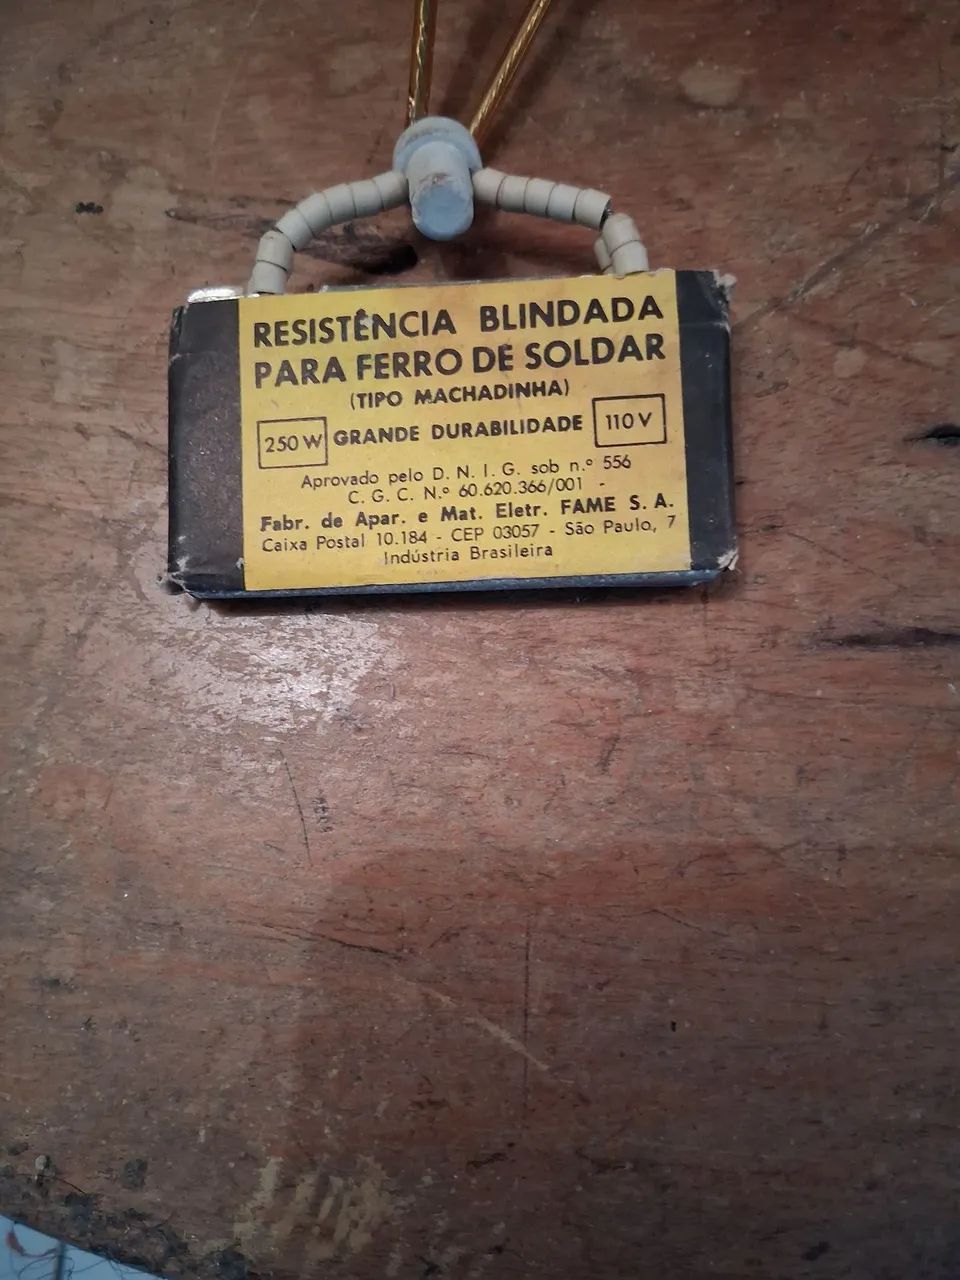 RESISTÊNCIA BLINDADA
PARA FERRO DE SOLDAR
(TIPO MACHADINHA)
250 W GRANDE DURABILIDADE 110 V
Aprovado pelo D. N. I. G. sob n.º 556
C. G. C. N.º 60.620.366/001 -
Fabr. de Apar. e Mat. Eletr. FAME S. A.
Caixa Postal 10.184 - CEP 03057 - São Paulo, 7
Indústria Brasileira